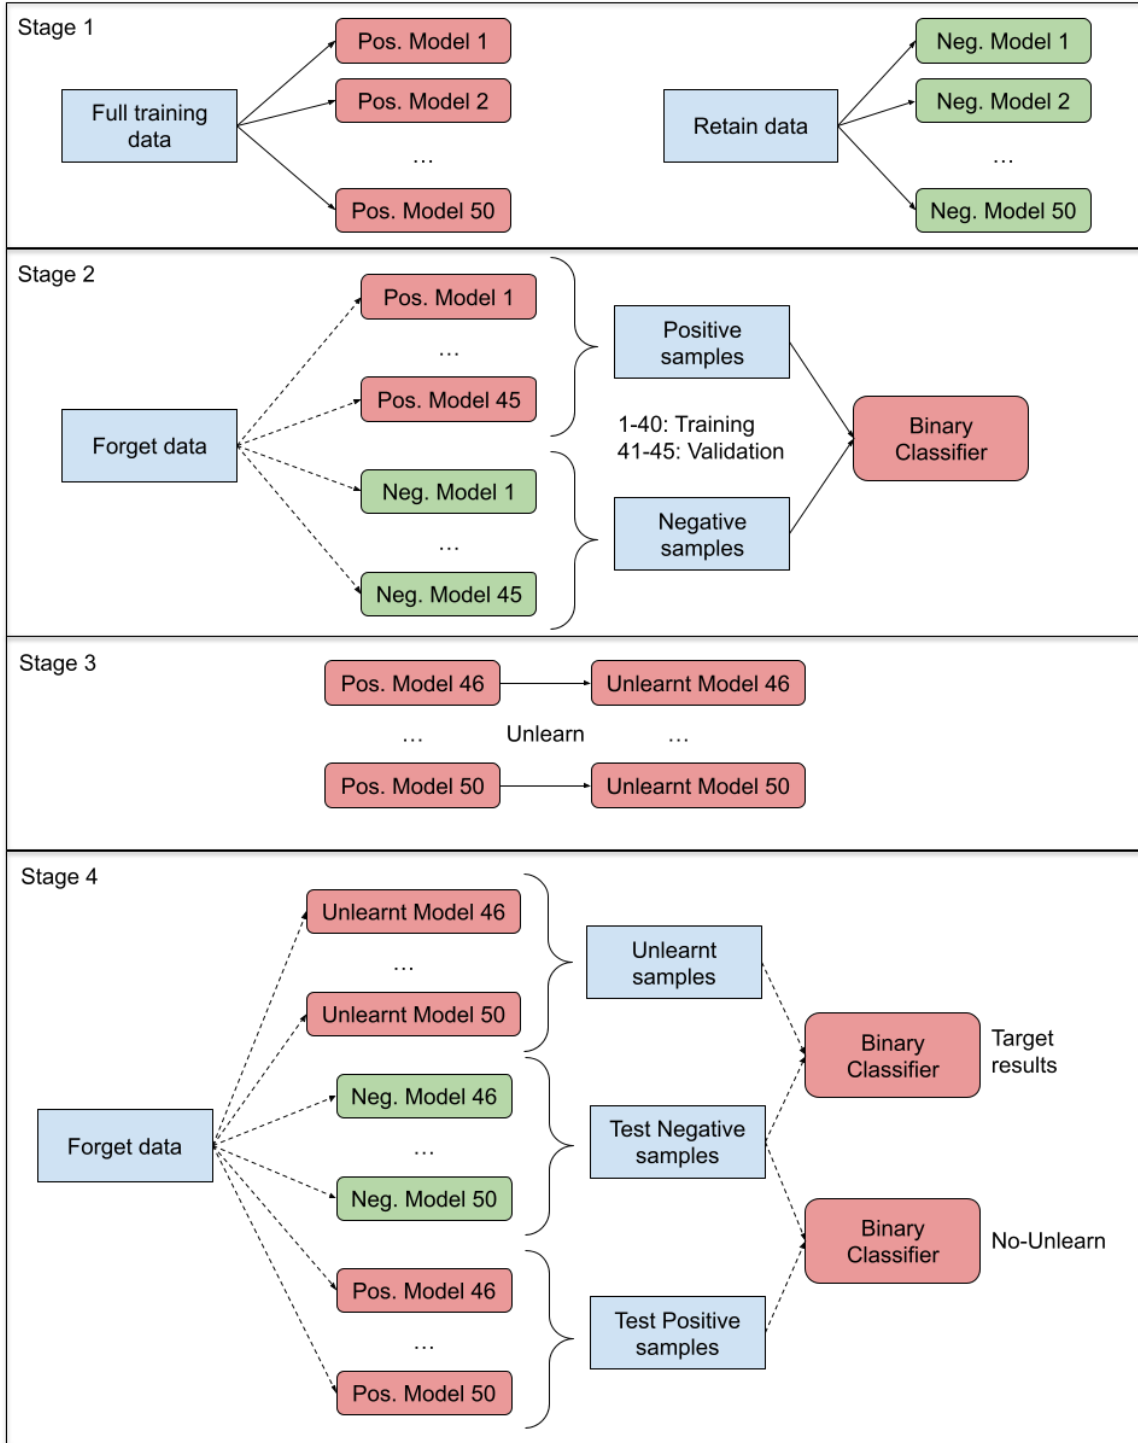 Stage 1
Full training
data
Pos. Model 1
Pos. Model 2
...
Pos. Model 50
Retain data
Neg. Model 1
Neg. Model 2
...
Neg. Model 50
Stage 2
Forget data
Pos. Model 1
...
Pos. Model 45
Neg. Model 1
...
Neg. Model 45
Positive
samples
1-40: Training
41-45: Validation
Negative
samples
Binary
Classifier
Stage 3
Pos. Model 46
Unlearnt Model 46
...
Unlearn
...
Pos. Model 50
Unlearnt Model 50
Stage 4
Forget data
Unlearnt Model 46
...
Unlearnt Model 50
Neg. Model 46
...
Neg. Model 50
Pos. Model 46
...
Pos. Model 50
Unlearnt
samples
Test Negative
samples
Test Positive
samples
Binary
Classifier
Target
results
Binary
Classifier
No-Unlearn